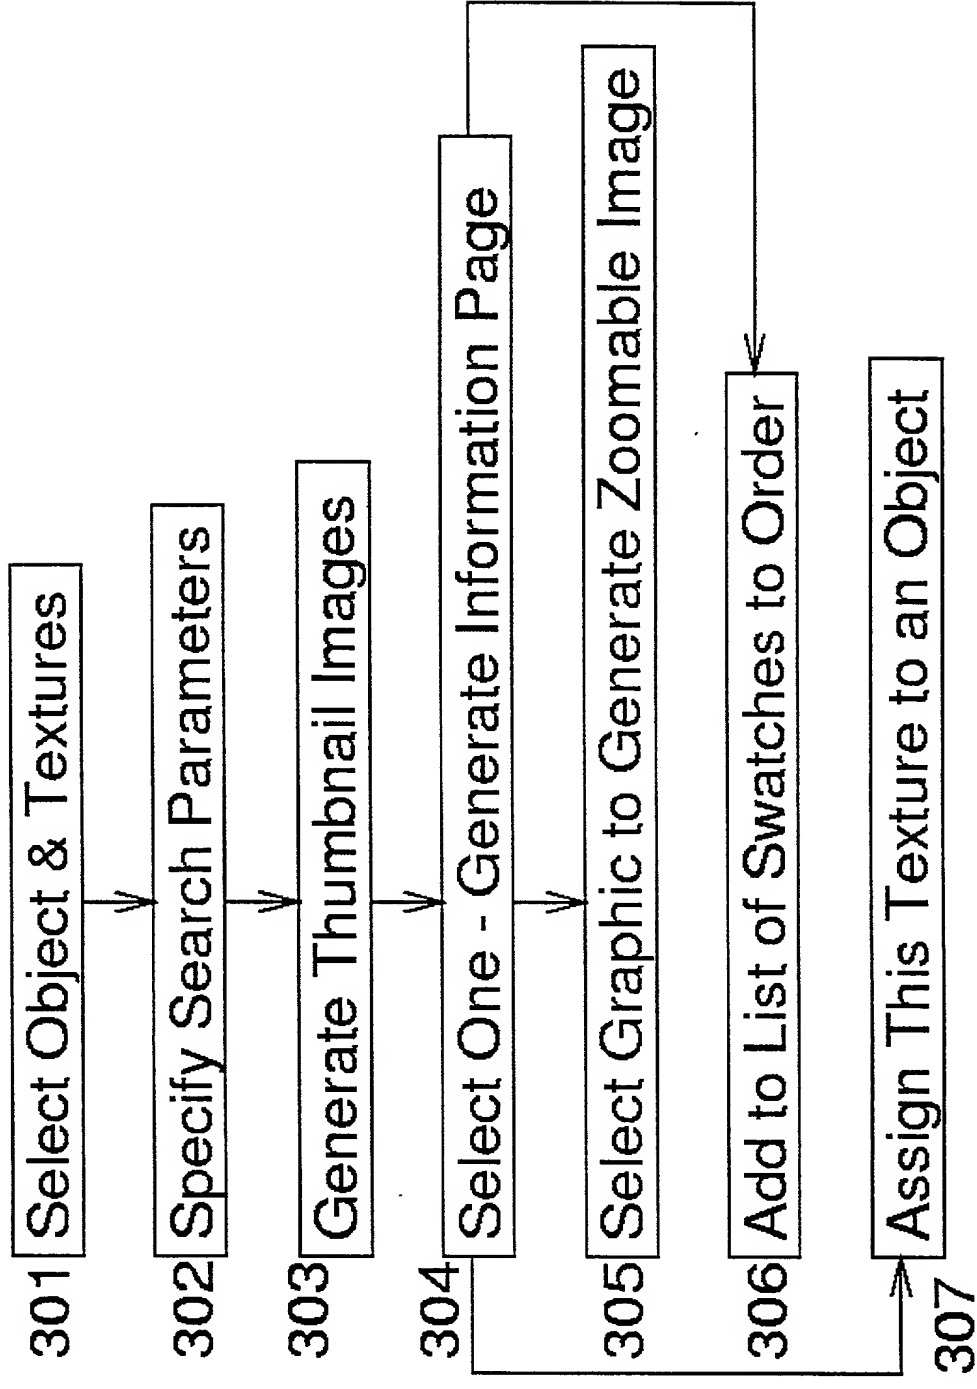 301 Select Object & Textures
302 Specify Search Parameters
303 Generate Thumbnail Images
304 Select One - Generate Information Page
305 Select Graphic to Generate Zoomable Image
306 Add to List of Swatches to Order
307 Assign This Texture to an Object